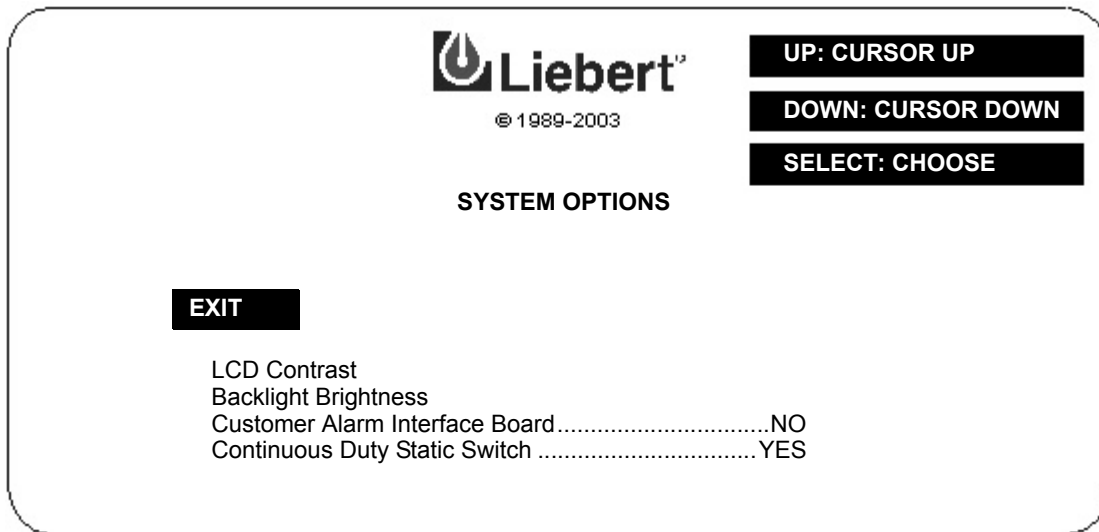 Liebert
UP: CURSOR UP
© 1989-2003
DOWN: CURSOR DOWN
SELECT: CHOOSE
SYSTEM OPTIONS
EXIT
LCD Contrast
Backlight Brightness
Customer Alarm Interface Board................................NO
Continuous Duty Static Switch .................................YES